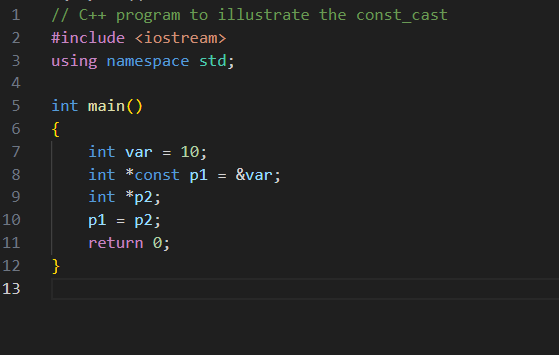 1 // C++ program to illustrate the const_cast
2 #include <iostream>
3 using namespace std;
4
5 int main()
6 {
7 int var = 10;
8 int *const p1 = &var;
9 int *p2;
10 p1 = p2;
11 return 0;
12 }
13